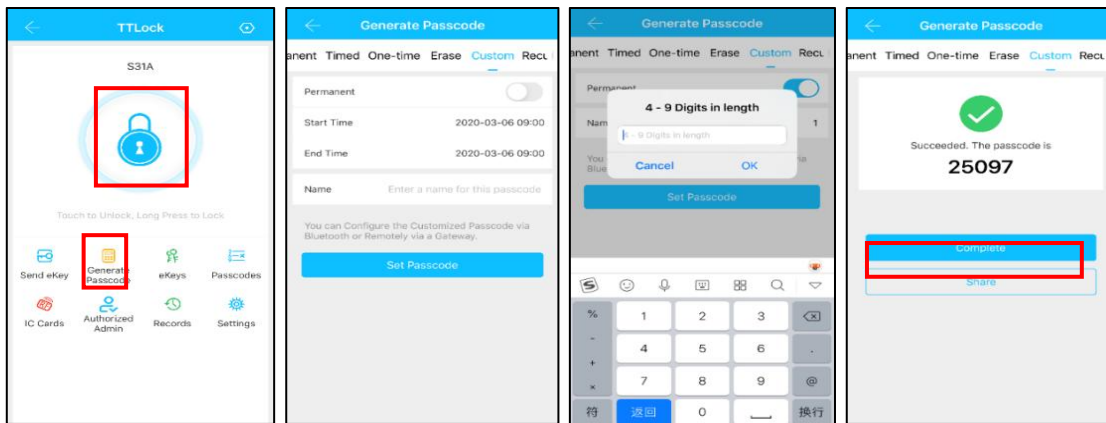 TTLock
S31A
Touch to Unlock, Long Press to Lock
Send eKey
Generate
Passcode
eKeys
Passcodes
IC Cards
Authorized
Admin
Records
Settings
Generate Passcode
anent Timed One-time Erase Custom Recu
Permanent
Start Time 2020-03-06 09:00
End Time 2020-03-06 09:00
Name Enter a name for this passcode
You can Configure the Customized Passcode via
Bluetooth or Remotely via a Gateway.
Set Passcode
Generate Passcode
anent Timed One-time Erase Custom Recu
Permanent
4 - 9 Digits in length
Nam 1
4 - 9 Digits in length
You via
Blue
Cancel OK
Set Passcode
% 1 2 3
- 4 5 6 .
+
× 7 8 9 @
符 返回 0 换行
Generate Passcode
anent Timed One-time Erase Custom Recu
Succeeded. The passcode is
25097
Complete
Share